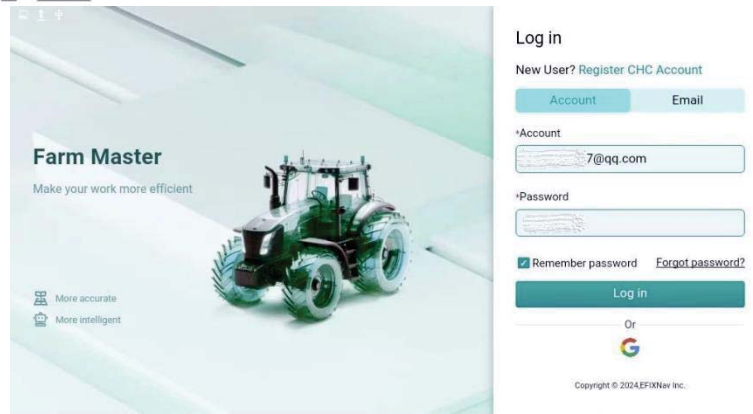 Farm Master
Make your work more efficient
More accurate
More intelligent
Log in
New User? Register CHC Account
Account Email
*Account
7@qq.com
*Password
Remember password Forgot password?
Log in
Or
Copyright © 2024,EFIXNav Inc.